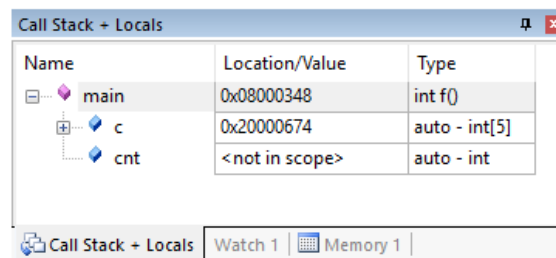 Call Stack + Locals
Name Location/Value Type
main 0x08000348 int f()
c 0x20000674 auto - int[5]
cnt <not in scope> auto - int
Call Stack + Locals Watch 1 Memory 1